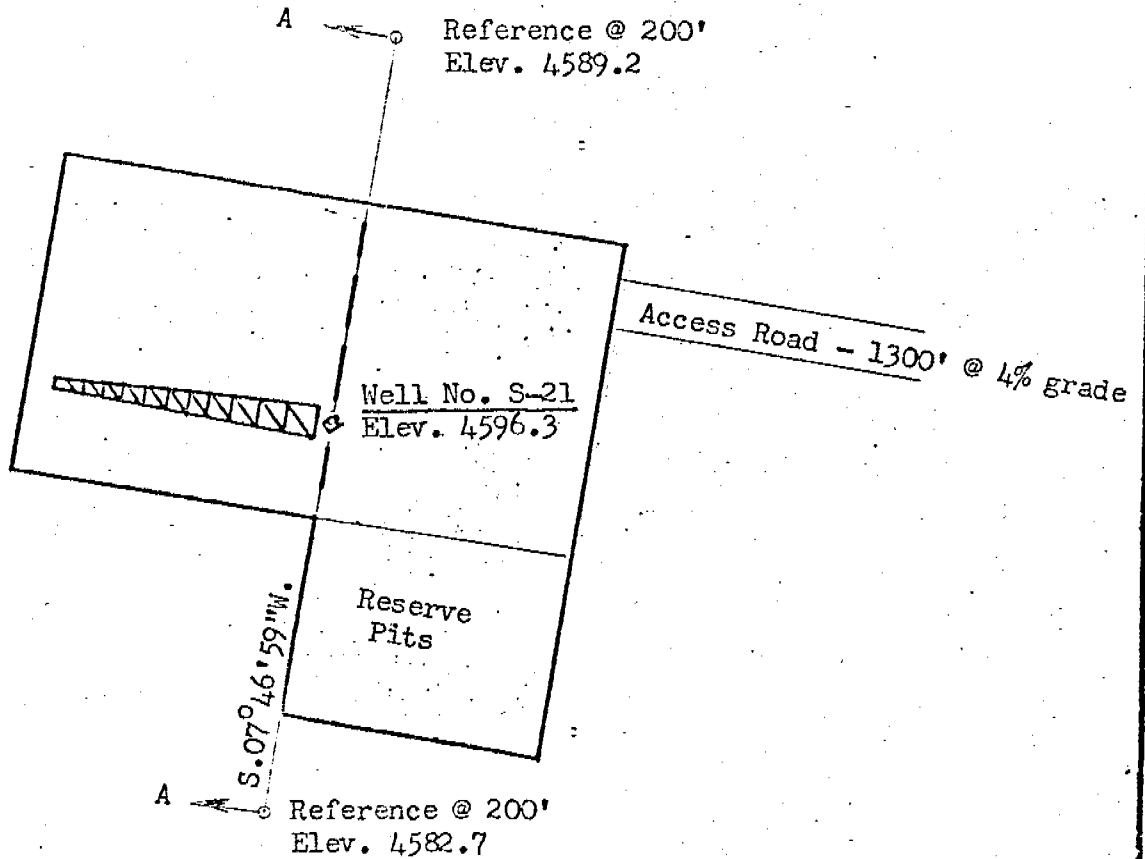 A
Reference @ 200'
Elev. 4589.2
Access Road - 1300' @ 4% grade
Well No. S-21
Elev. 4596.3
Reserve
Pits
S.07°46'59"W.
A
Reference @ 200'
Elev. 4582.7